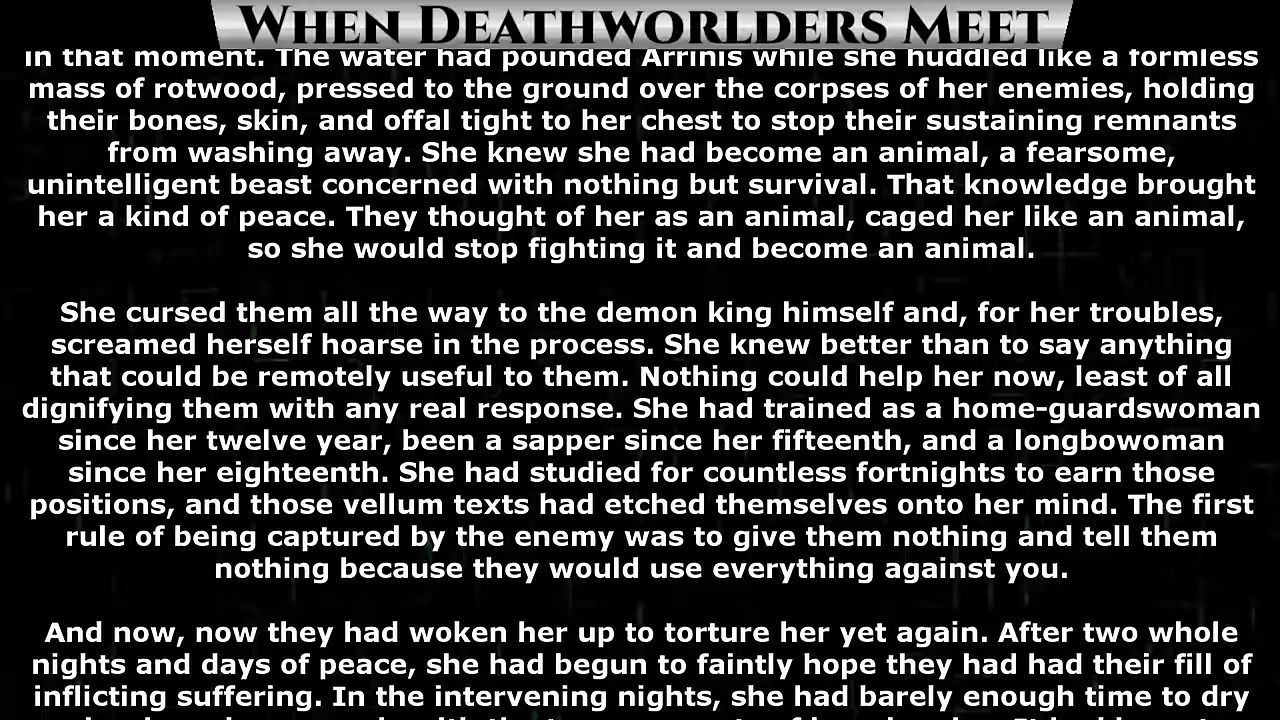 When Deathworlders Meet
in that moment. The water had pounded Arrinis while she huddled like a formless
mass of rotwood, pressed to the ground over the corpses of her enemies, holding
their bones, skin, and offal tight to her chest to stop their sustaining remnants
from washing away. She knew she had become an animal, a fearsome,
unintelligent beast concerned with nothing but survival. That knowledge brought
her a kind of peace. They thought of her as an animal, caged her like an animal,
so she would stop fighting it and become an animal.
She cursed them all the way to the demon king himself and, for her troubles,
screamed herself hoarse in the process. She knew better than to say anything
that could be remotely useful to them. Nothing could help her now, least of all
dignifying them with any real response. She had trained as a home-guardswoman
since her twelve year, been a sapper since her fifteenth, and a longbowoman
since her eighteenth. She had studied for countless fortnights to earn those
positions, and those vellum texts had etched themselves onto her mind. The first
rule of being captured by the enemy was to give them nothing and tell them
nothing because they would use everything against you.
And now, now they had woken her up to torture her yet again. After two whole
nights and days of peace, she had begun to faintly hope they had had their fill of
inflicting suffering. In the intervening nights, she had barely enough time to dry